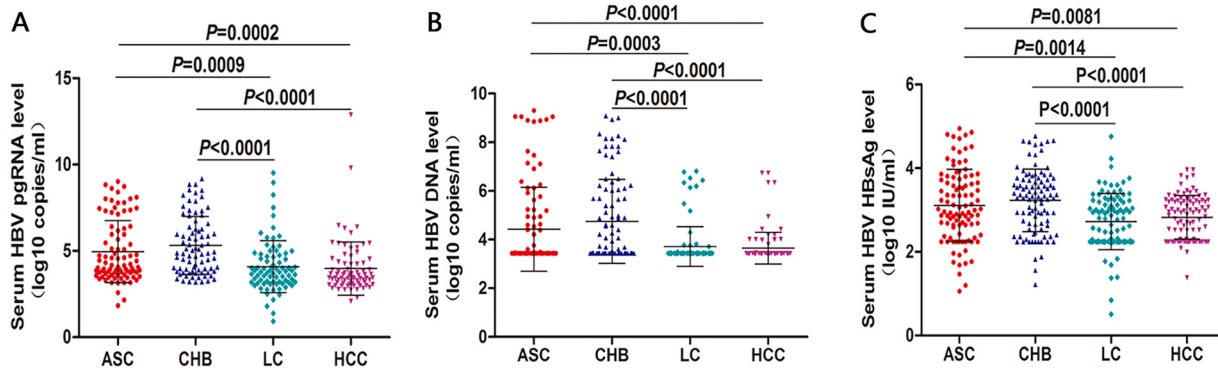 A
P=0.0002
P=0.0009
P<0.0001
P<0.0001
Serum HBV pgRNA level
(log10 copies/ml)
15
10
5
0
ASC CHB LC HCC
B
P<0.0001
P=0.0003
P<0.0001
P<0.0001
Serum HBV DNA level
(log10 copies/ml)
10
8
6
4
2
0
ASC CHB LC HCC
C
P=0.0081
P=0.0014
P<0.0001
P<0.0001
Serum HBV HBsAg level
(log10 IU/ml)
6
4
2
0
ASC CHB LC HCC